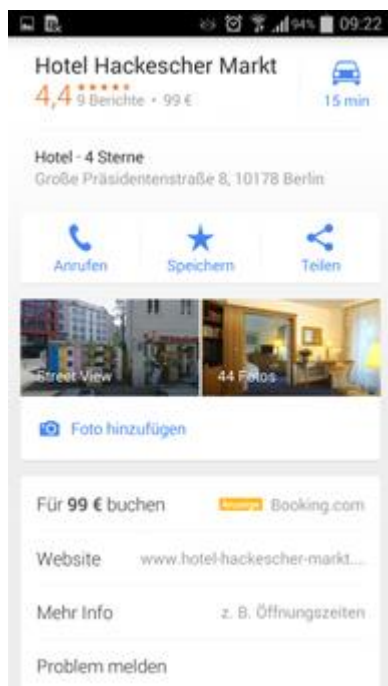 94% 09:22
Hotel Hackescher Markt
4,4 9 Berichte • 99 €
15 min
Hotel - 4 Sterne
Große Präsidentenstraße 8, 10178 Berlin
Anrufen Speichern Teilen
Street View 44 Fotos
Foto hinzufügen
Für 99 € buchen Anzeige Booking.com
Website www.hotel-hackescher-markt...
Mehr Info z. B. Öffnungszeiten
Problem melden